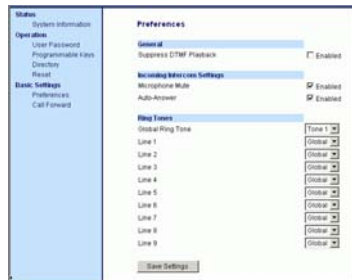 Status
System Information
Operation
User Password
Programmable Keys
Directory
Reset
Basic Settings
Preferences
Call Forward
Preferences
General
Suppress DTMF Playback
Enabled
Incoming Intercom Settings
Microphone Mute
Enabled
Auto-Answer
Enabled
Ring Tones
Global Ring Tone
Tone 1
Line 1
Global
Line 2
Global
Line 3
Global
Line 4
Global
Line 5
Global
Line 6
Global
Line 7
Global
Line 8
Global
Line 9
Global
Save Settings